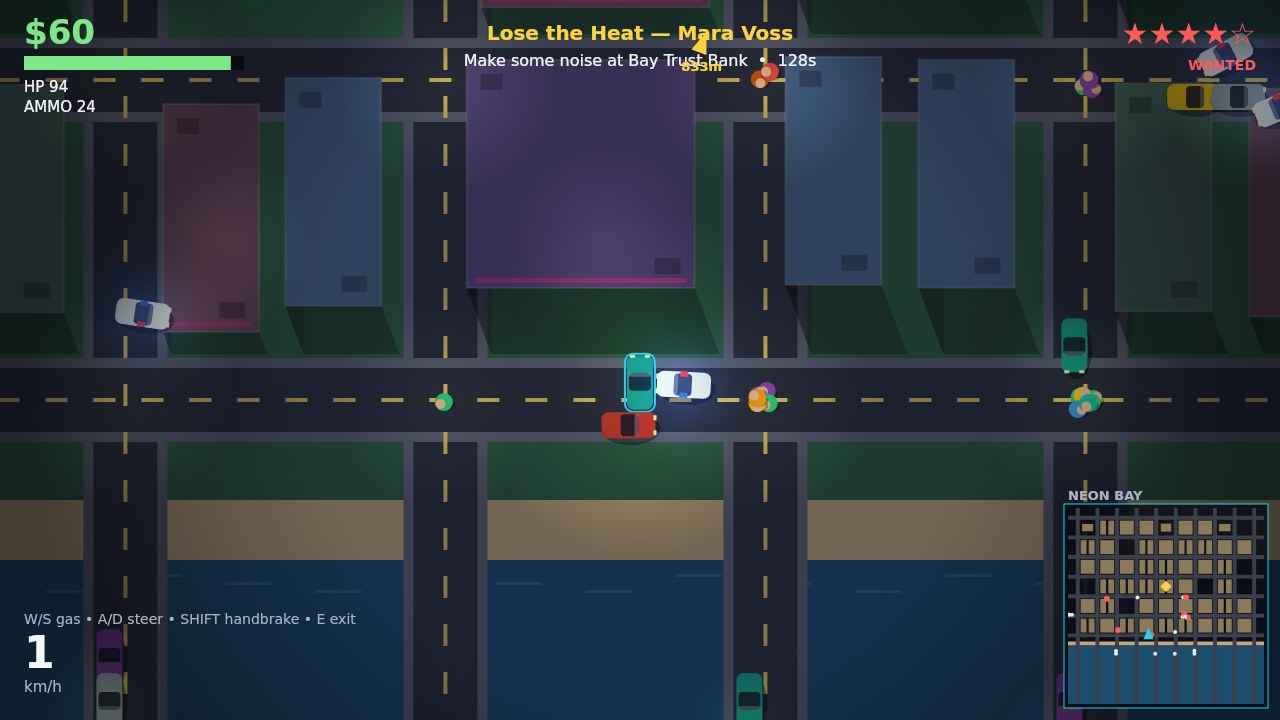 $60
HP 94
AMMO 24
Lose the Heat — Mara Voss
Make some noise at Bay Trust Bank • 128s
833m
★★★★☆
WANTED
NEON BAY
W/S gas • A/D steer • SHIFT handbrake • E exit
1
km/h